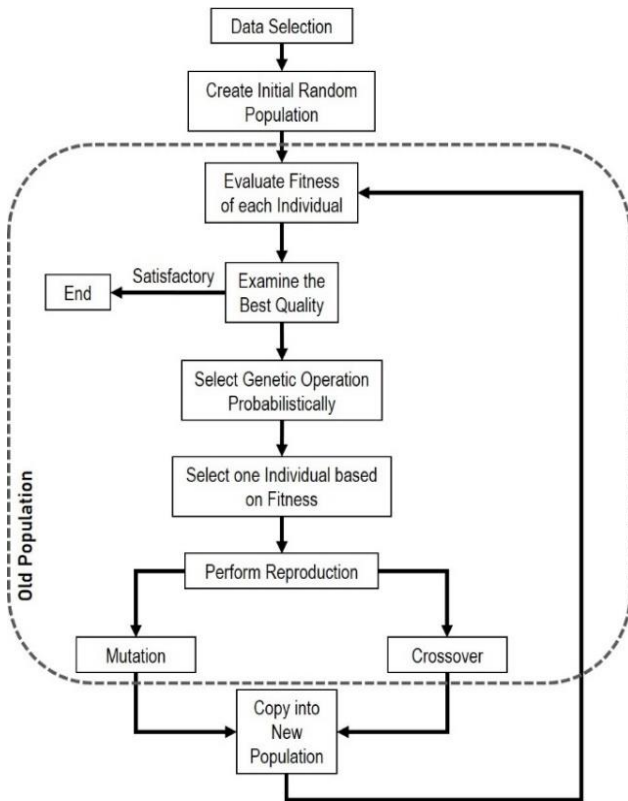 Data Selection
Create Initial Random
Population
Evaluate Fitness
of each Individual
Satisfactory
End
Examine the
Best Quality
Select Genetic Operation
Probabilistically
Select one Individual based
on Fitness
Old Population
Perform Reproduction
Mutation
Crossover
Copy into
New
Population